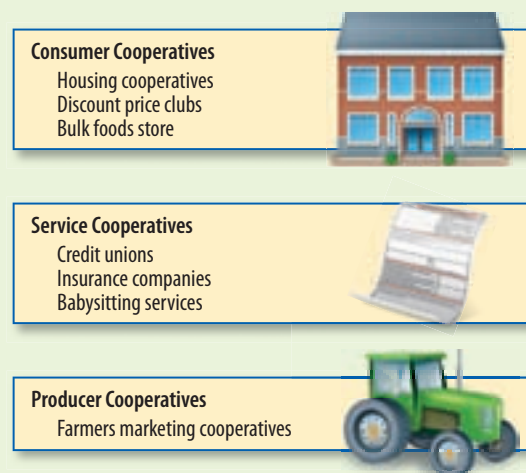 Consumer Cooperatives
Housing cooperatives
Discount price clubs
Bulk foods store
Service Cooperatives
Credit unions
Insurance companies
Babysitting services
Producer Cooperatives
Farmers marketing cooperatives